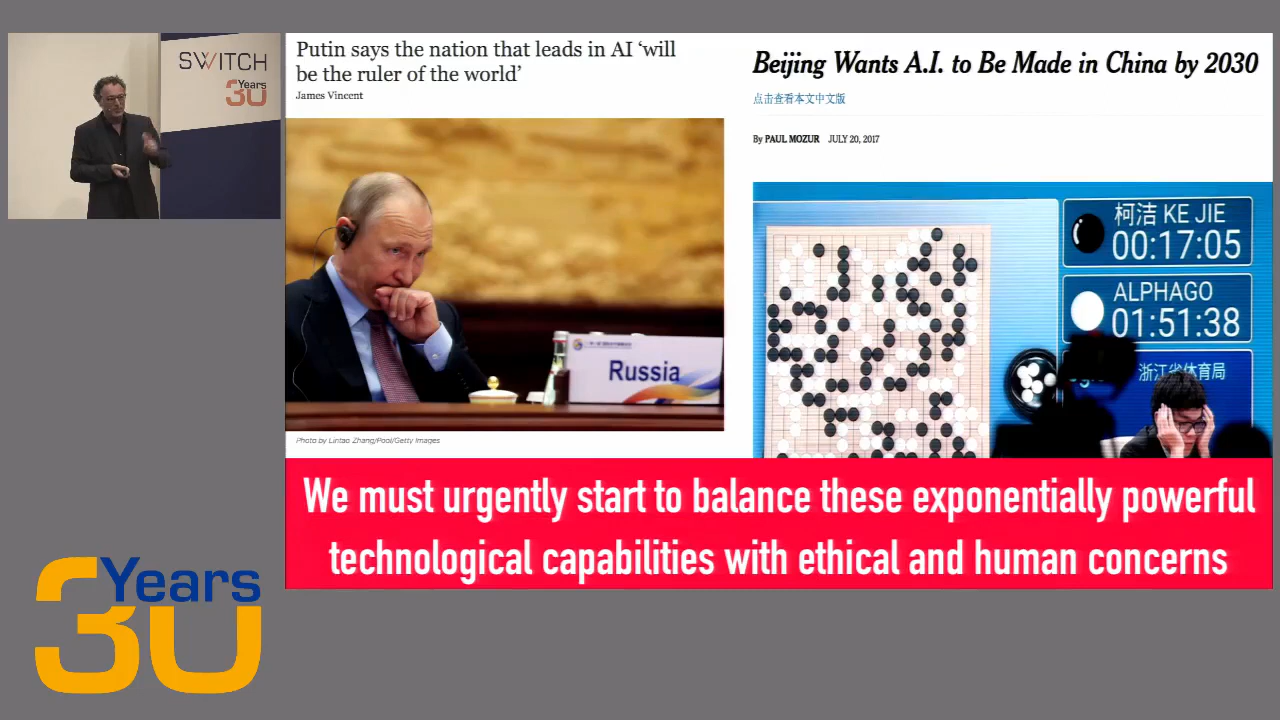 SWITCH
30 Years
Putin says the nation that leads in AI ‘will
be the ruler of the world’
James Vincent
Russia
Photo by Lintao Zhang/Pool/Getty Images
Beijing Wants A.I. to Be Made in China by 2030
点击查看本文中文版
By PAUL MOZUR JULY 20, 2017
柯洁 KE JIE
00:17:05
ALPHAGO
01:51:38
浙江省体育局
We must urgently start to balance these exponentially powerful
technological capabilities with ethical and human concerns
30 Years